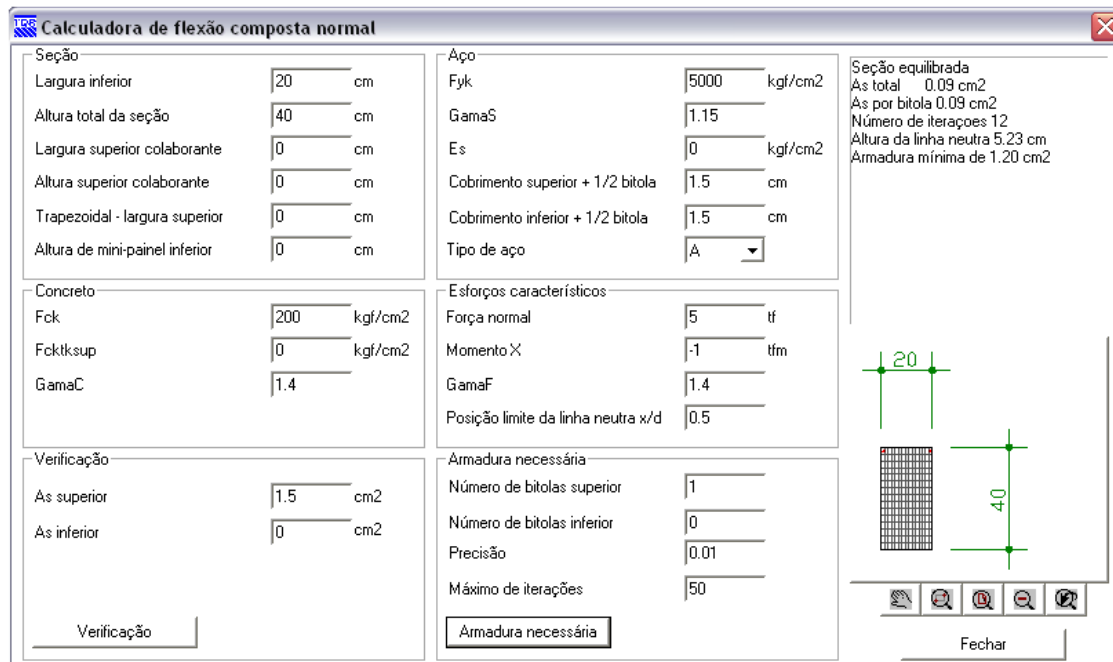 TQS Calculadora de flexão composta normal
Seção
Largura inferior 20 cm
Altura total da seção 40 cm
Largura superior colaborante 0 cm
Altura superior colaborante 0 cm
Trapezoidal - largura superior 0 cm
Altura de mini-painel inferior 0 cm
Concreto
Fck 200 kgf/cm2
Fcktksup 0 kgf/cm2
GamaC 1.4
Verificação
As superior 1.5 cm2
As inferior 0 cm2
Verificação
Aço
Fyk 5000 kgf/cm2
GamaS 1.15
Es 0 kgf/cm2
Cobrimento superior + 1/2 bitola 1.5 cm
Cobrimento inferior + 1/2 bitola 1.5 cm
Tipo de aço A
Esforços característicos
Força normal 5 tf
Momento X -1 tfm
GamaF 1.4
Posição limite da linha neutra x/d 0.5
Armadura necessária
Número de bitolas superior 1
Número de bitolas inferior 0
Precisão 0.01
Máximo de iterações 50
Armadura necessária
Seção equilibrada
As total 0.09 cm2
As por bitola 0.09 cm2
Número de iteraçoes 12
Altura da linha neutra 5.23 cm
Armadura mínima de 1.20 cm2
20
40
Fechar